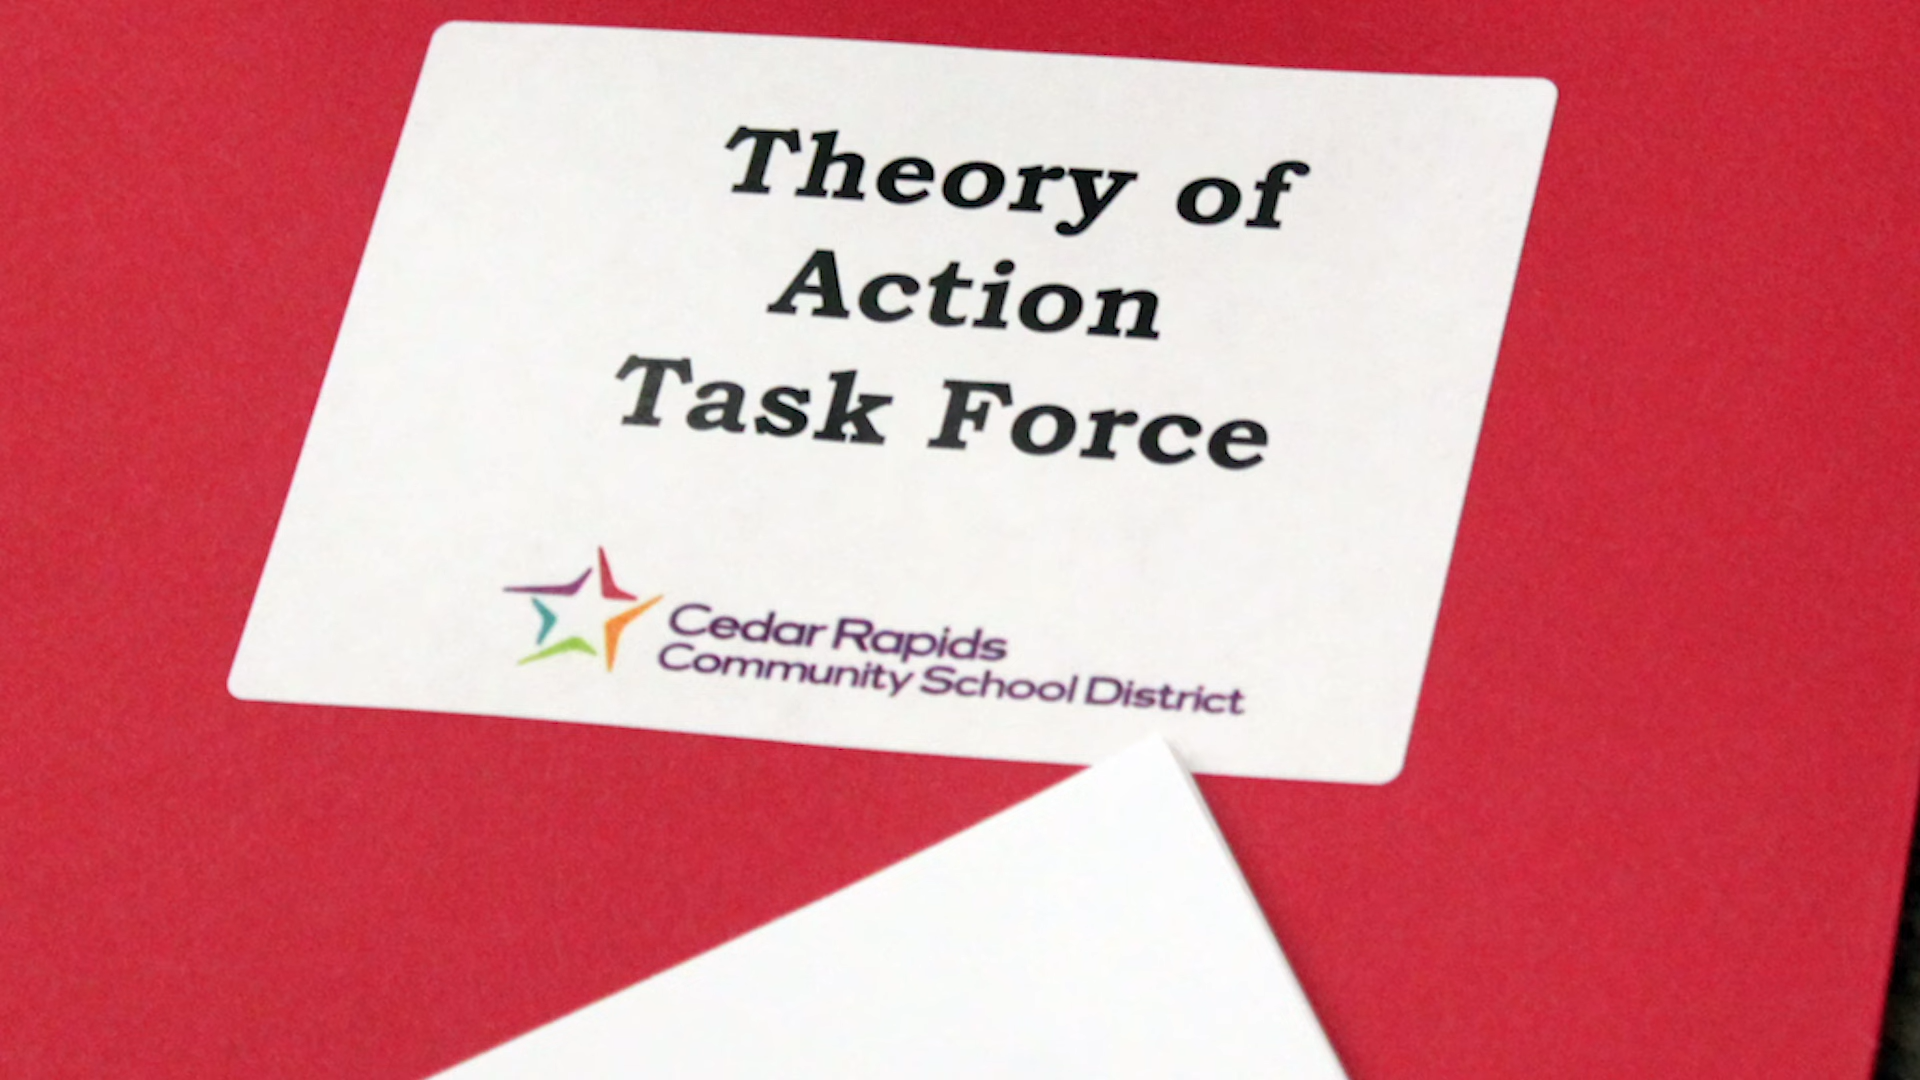 Theory of
Action
Task Force
Cedar Rapids
Community School District